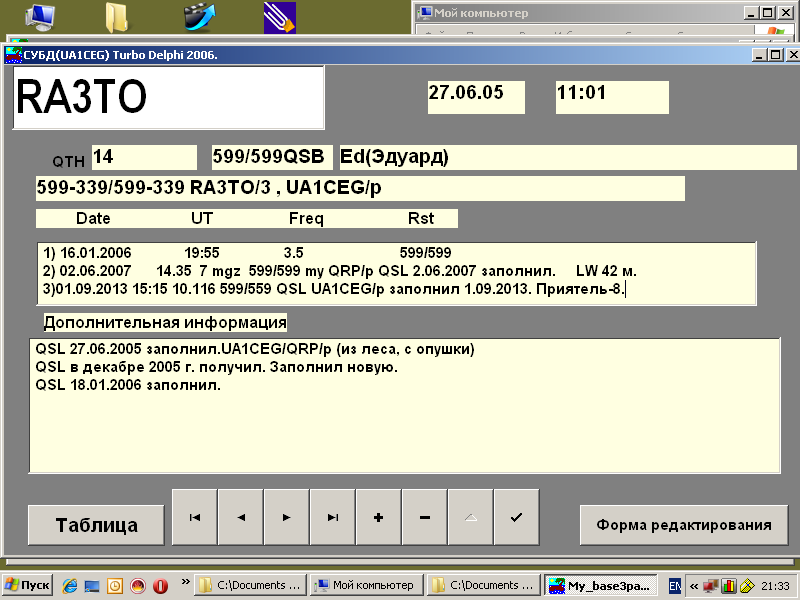 Мой компьютер
СУБД(UA1CEG) Turbo Delphi 2006.
RA3TO
27.06.05
11:01
QTH 14
599/599QSB
Ed(Эдуард)
599-339/599-339 RA3TO/3 , UA1CEG/p
Date UT Freq Rst
1) 16.01.2006 19:55 3.5 599/599
2) 02.06.2007 14.35 7 mgz 599/599 my QRP/p QSL 2.06.2007 заполнил. LW 42 м.
3)01.09.2013 15:15 10.116 599/559 QSL UA1CEG/p заполнил 1.09.2013. Приятель-8.
Дополнительная информация
QSL 27.06.2005 заполнил.UA1CEG/QRP/p (из леса, с опушки)
QSL в декабре 2005 г. получил. Заполнил новую.
QSL 18.01.2006 заполнил.
Таблица
Форма редактирования
Пуск
C:\Documents ...
Мой компьютер
C:\Documents ...
My_base3ра...
EN
21:33